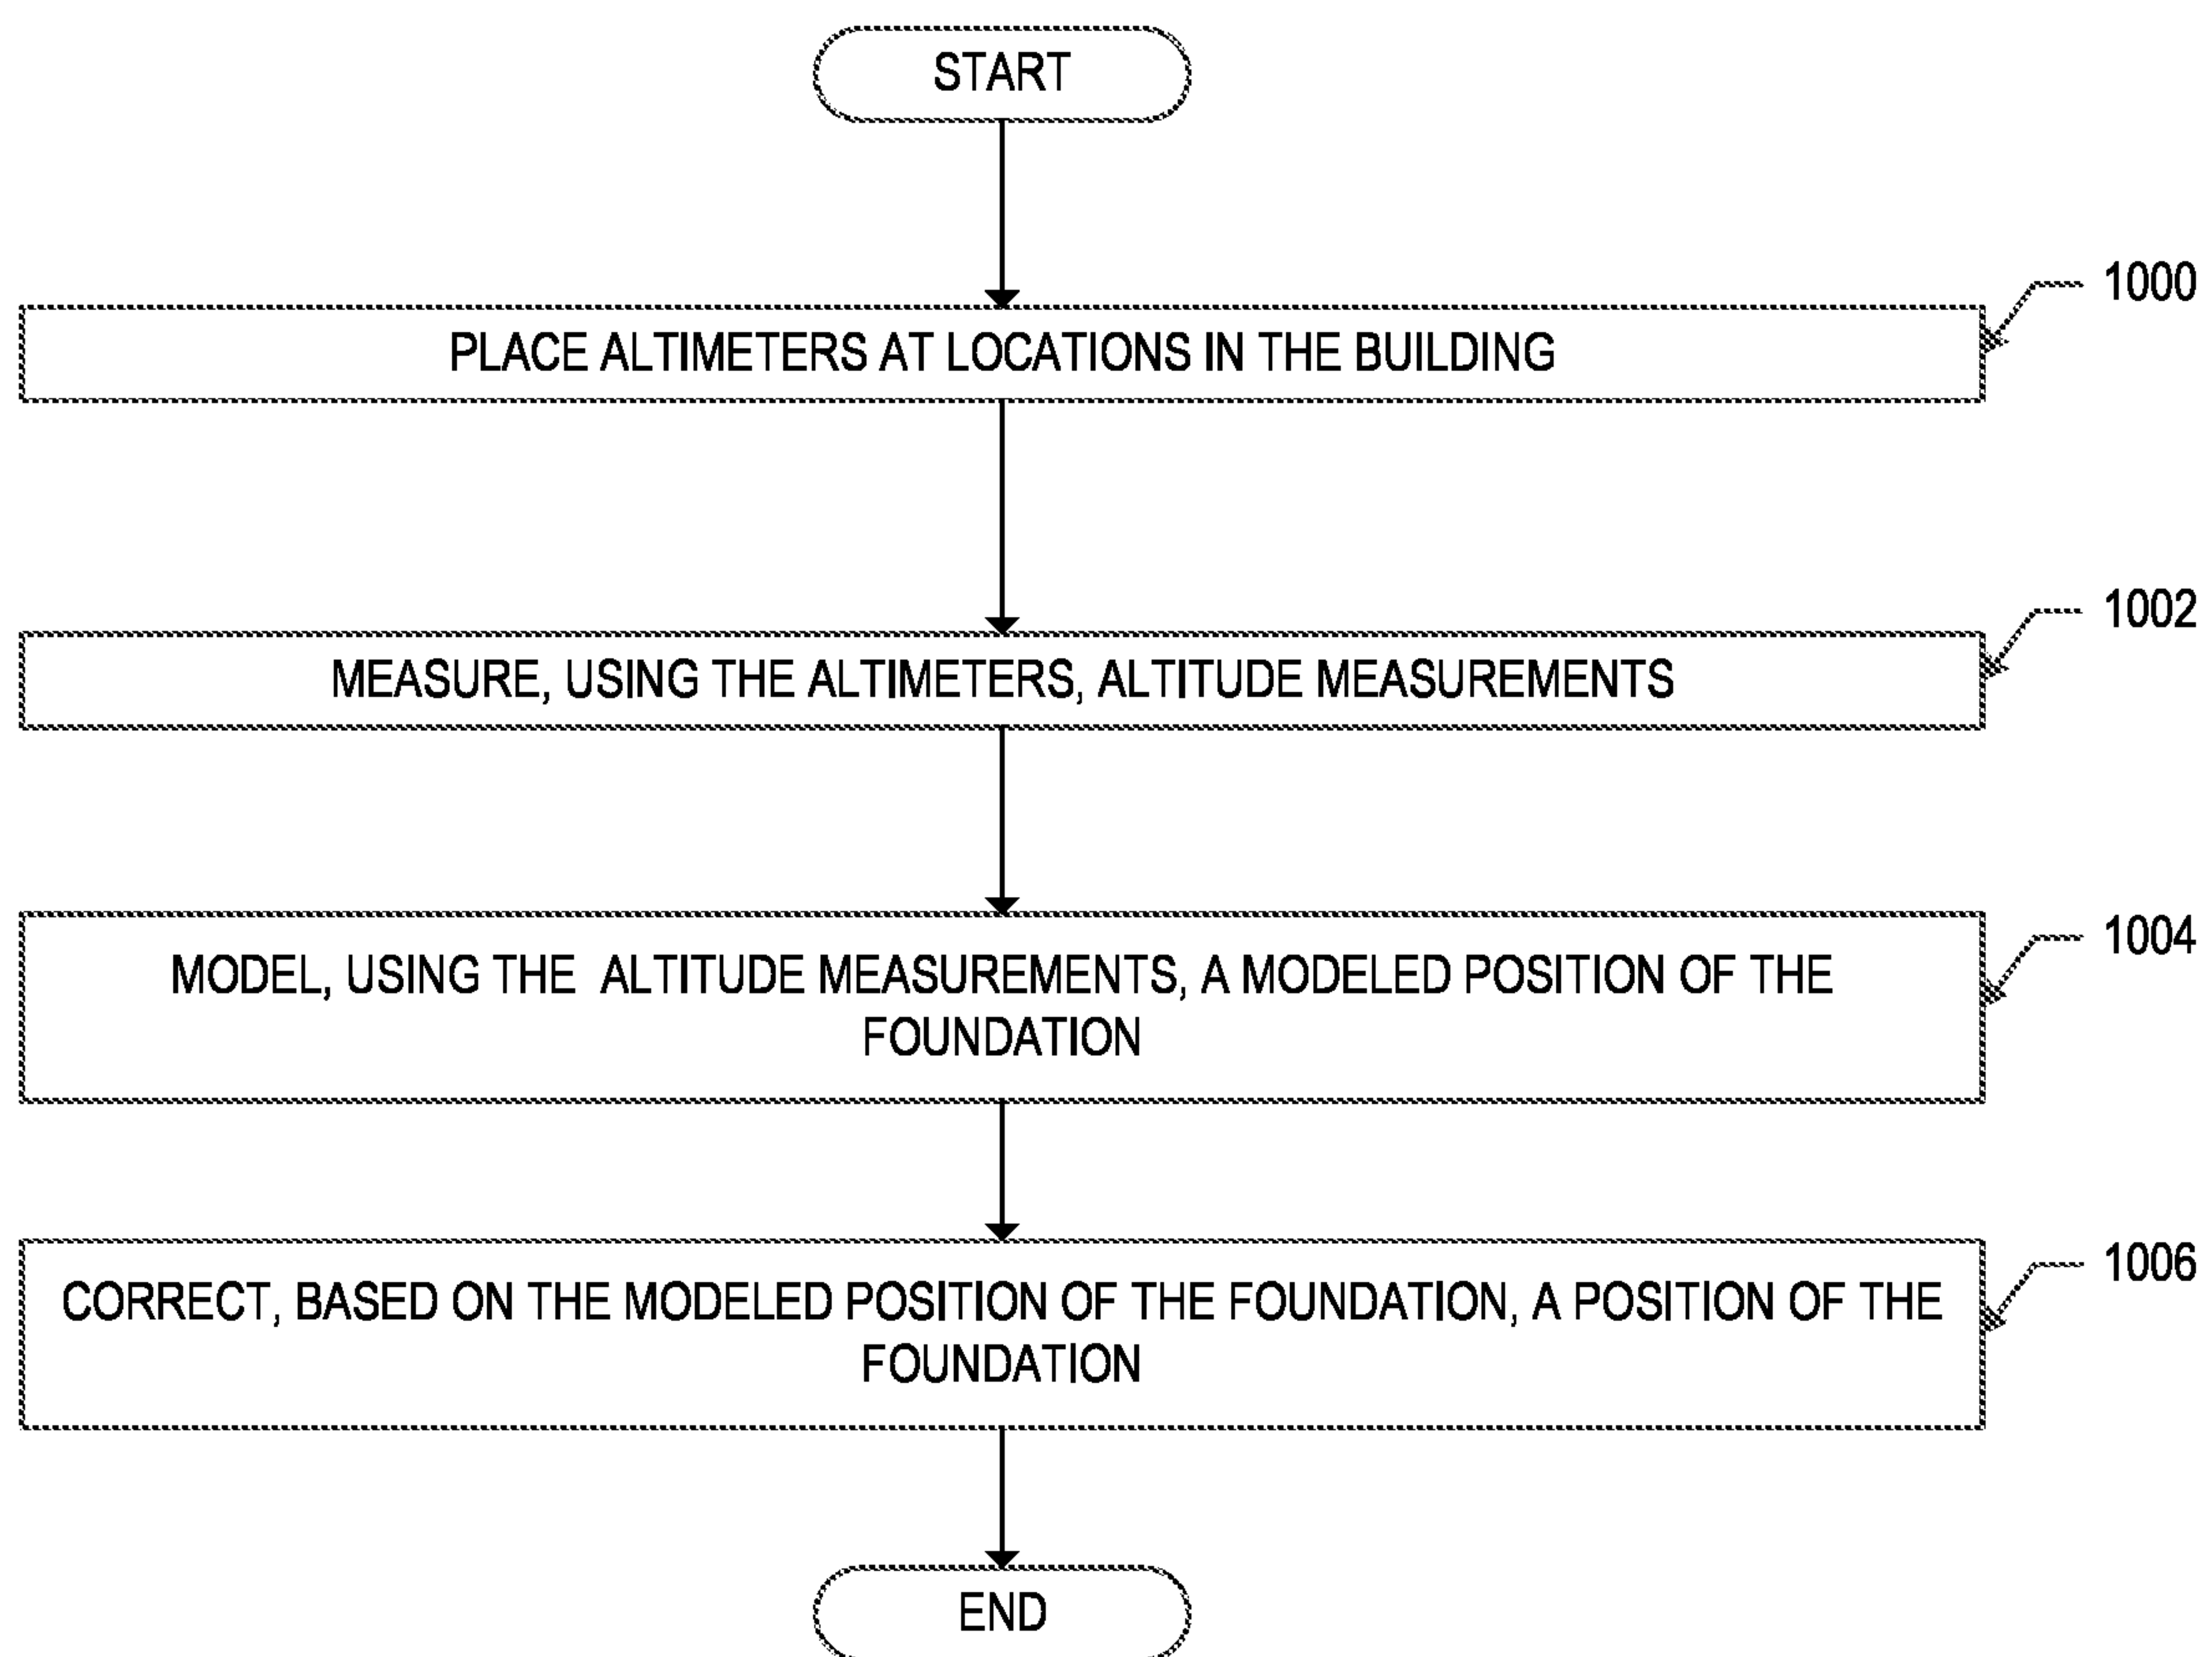 START
1000
PLACE ALTIMETERS AT LOCATIONS IN THE BUILDING
1002
MEASURE, USING THE ALTIMETERS, ALTITUDE MEASUREMENTS
1004
MODEL, USING THE ALTITUDE MEASUREMENTS, A MODELED POSITION OF THE
FOUNDATION
1006
CORRECT, BASED ON THE MODELED POSITION OF THE FOUNDATION, A POSITION OF THE
FOUNDATION
END